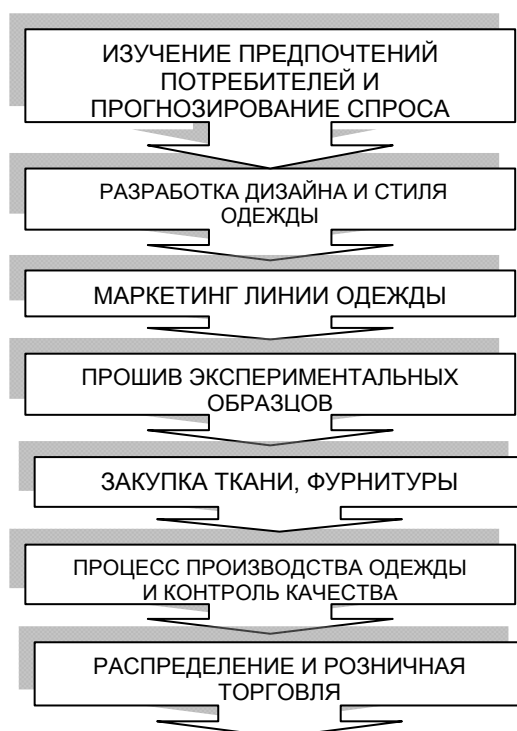 ИЗУЧЕНИЕ ПРЕДПОЧТЕНИЙ
ПОТРЕБИТЕЛЕЙ И
ПРОГНОЗИРОВАНИЕ СПРОСА
РАЗРАБОТКА ДИЗАЙНА И СТИЛЯ
ОДЕЖДЫ
МАРКЕТИНГ ЛИНИИ ОДЕЖДЫ
ПРОШИВ ЭКСПЕРИМЕНТАЛЬНЫХ
ОБРАЗЦОВ
ЗАКУПКА ТКАНИ, ФУРНИТУРЫ
ПРОЦЕСС ПРОИЗВОДСТВА ОДЕЖДЫ
И КОНТРОЛЬ КАЧЕСТВА
РАСПРЕДЕЛЕНИЕ И РОЗНИЧНАЯ
ТОРГОВЛЯ